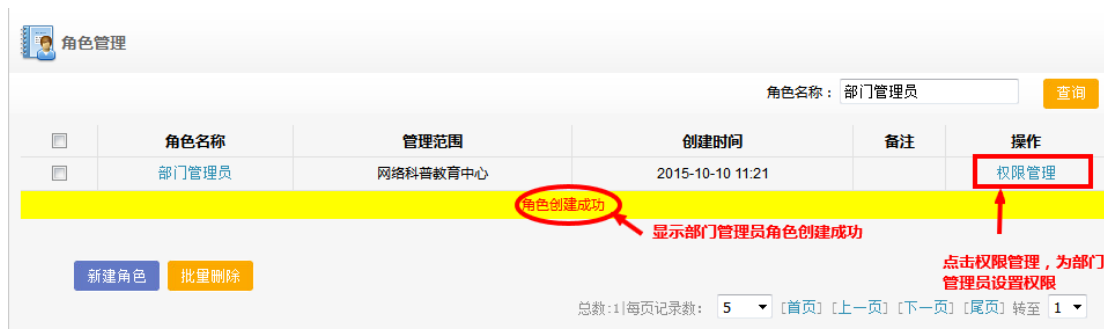 角色管理
角色名称： 部门管理员 查询
角色名称 管理范围 创建时间 备注 操作
部门管理员 网络科普教育中心 2015-10-10 11:21 权限管理
角色创建成功
显示部门管理员角色创建成功
点击权限管理，为部门
管理员设置权限
新建角色 批里删除
总数:1|每页记录数: 5 [首页] [上一页] [下一页] [尾页] 转至 1